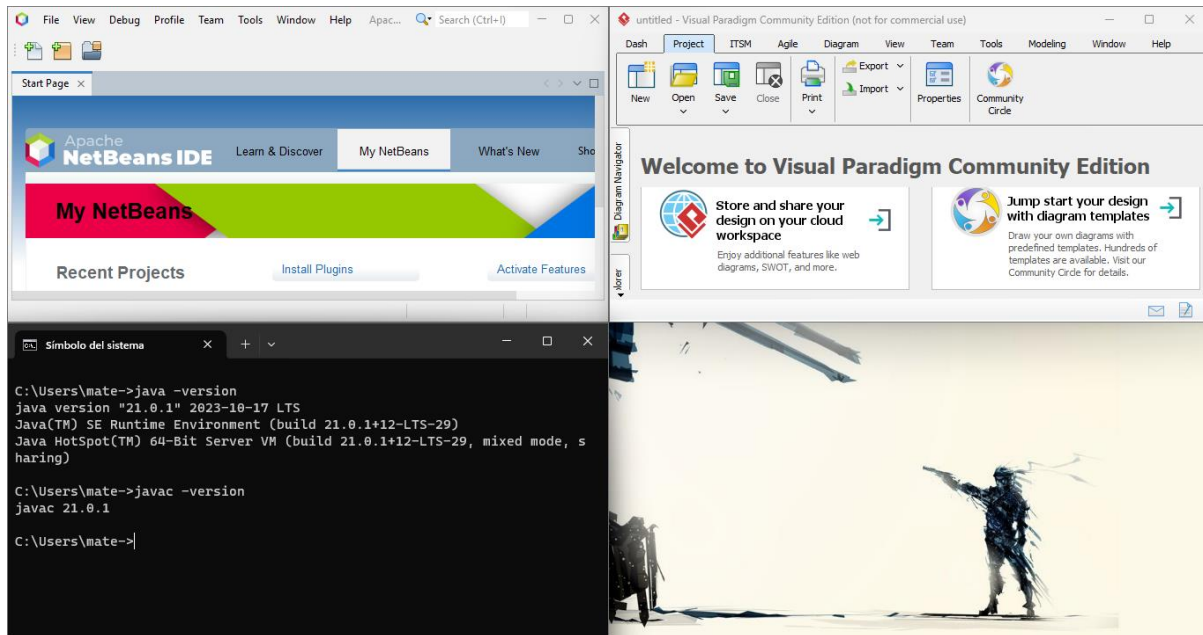 File View Debug Profile Team Tools Window Help Apac... Search (Ctrl+I)
Start Page
Apache
NetBeans IDE
Learn & Discover My NetBeans What's New Sho
My NetBeans
Recent Projects Install Plugins Activate Features
untitled - Visual Paradigm Community Edition (not for commercial use)
Dash Project ITSM Agile Diagram View Team Tools Modeling Window Help
New Open Save Close Print Export Import Properties Community
Circle
Diagram Navigator
lorer
Welcome to Visual Paradigm Community Edition
Store and share your
design on your cloud
workspace
Enjoy additional features like web
diagrams, SWOT, and more.
Jump start your design
with diagram templates
Draw your own diagrams with
predefined templates. Hundreds of
templates are available. Visit our
Community Circle for details.
Símbolo del sistema
C:\Users\mate->java -version
java version "21.0.1" 2023-10-17 LTS
Java(TM) SE Runtime Environment (build 21.0.1+12-LTS-29)
Java HotSpot(TM) 64-Bit Server VM (build 21.0.1+12-LTS-29, mixed mode, s
haring)
C:\Users\mate->javac -version
javac 21.0.1
C:\Users\mate->